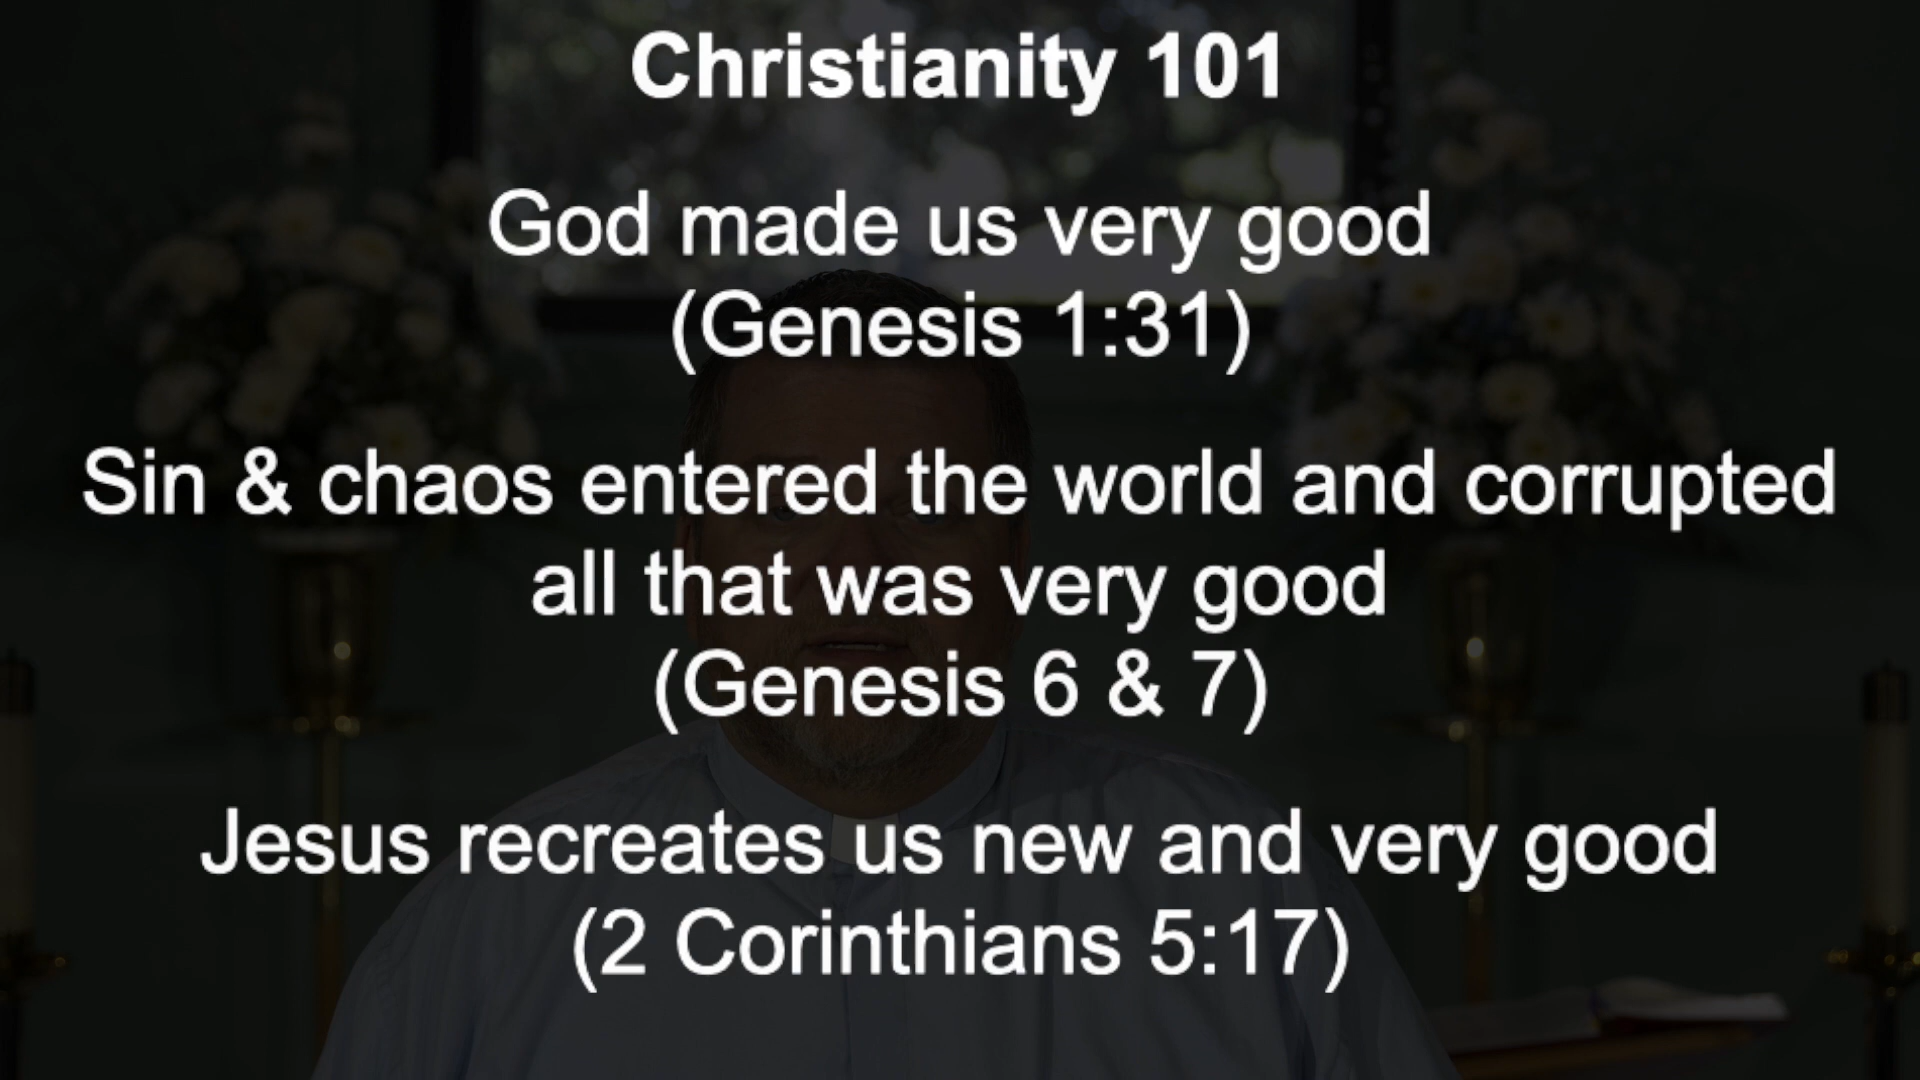 Christianity 101
God made us very good
(Genesis 1:31)
Sin & chaos entered the world and corrupted
all that was very good
(Genesis 6 & 7)
Jesus recreates us new and very good
(2 Corinthians 5:17)